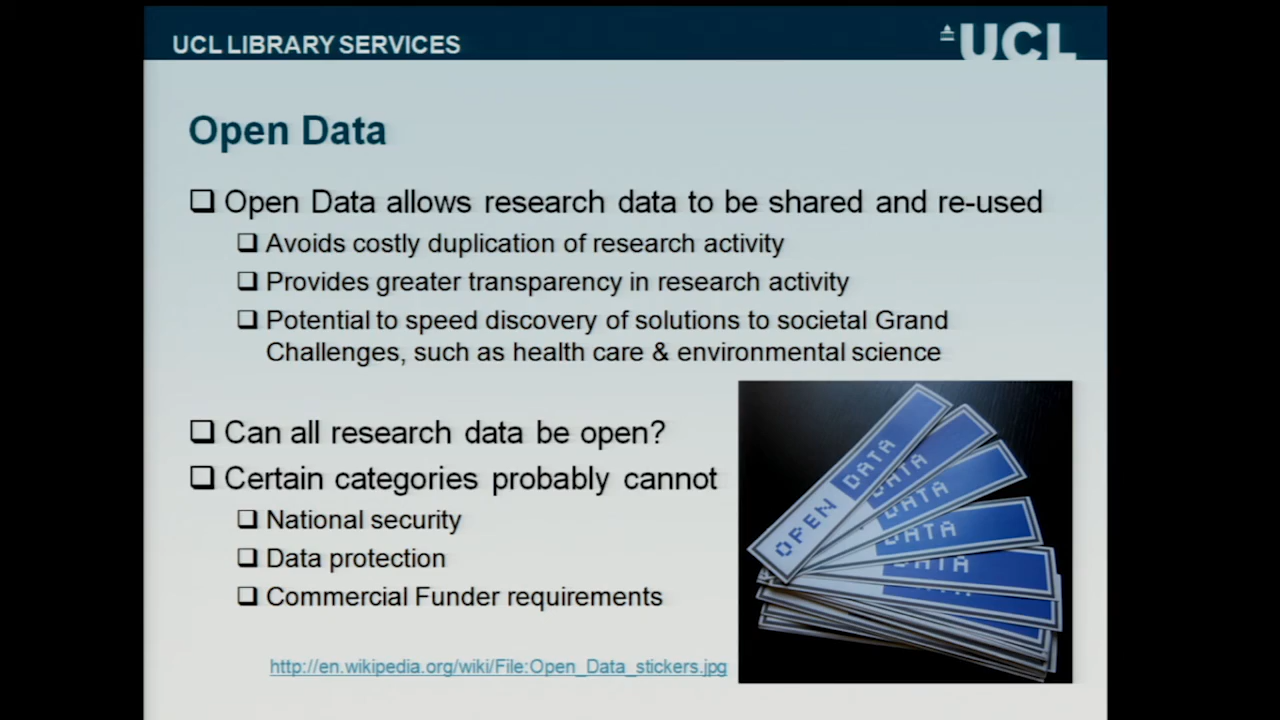 UCL LIBRARY SERVICES
UCL
Open Data
Open Data allows research data to be shared and re-used
Avoids costly duplication of research activity
Provides greater transparency in research activity
Potential to speed discovery of solutions to societal Grand
Challenges, such as health care & environmental science
Can all research data be open?
Certain categories probably cannot
National security
Data protection
Commercial Funder requirements
http://en.wikipedia.org/wiki/File:Open_Data_stickers.jpg
OPEN DATA
DATA
DATA
DATA
DATA